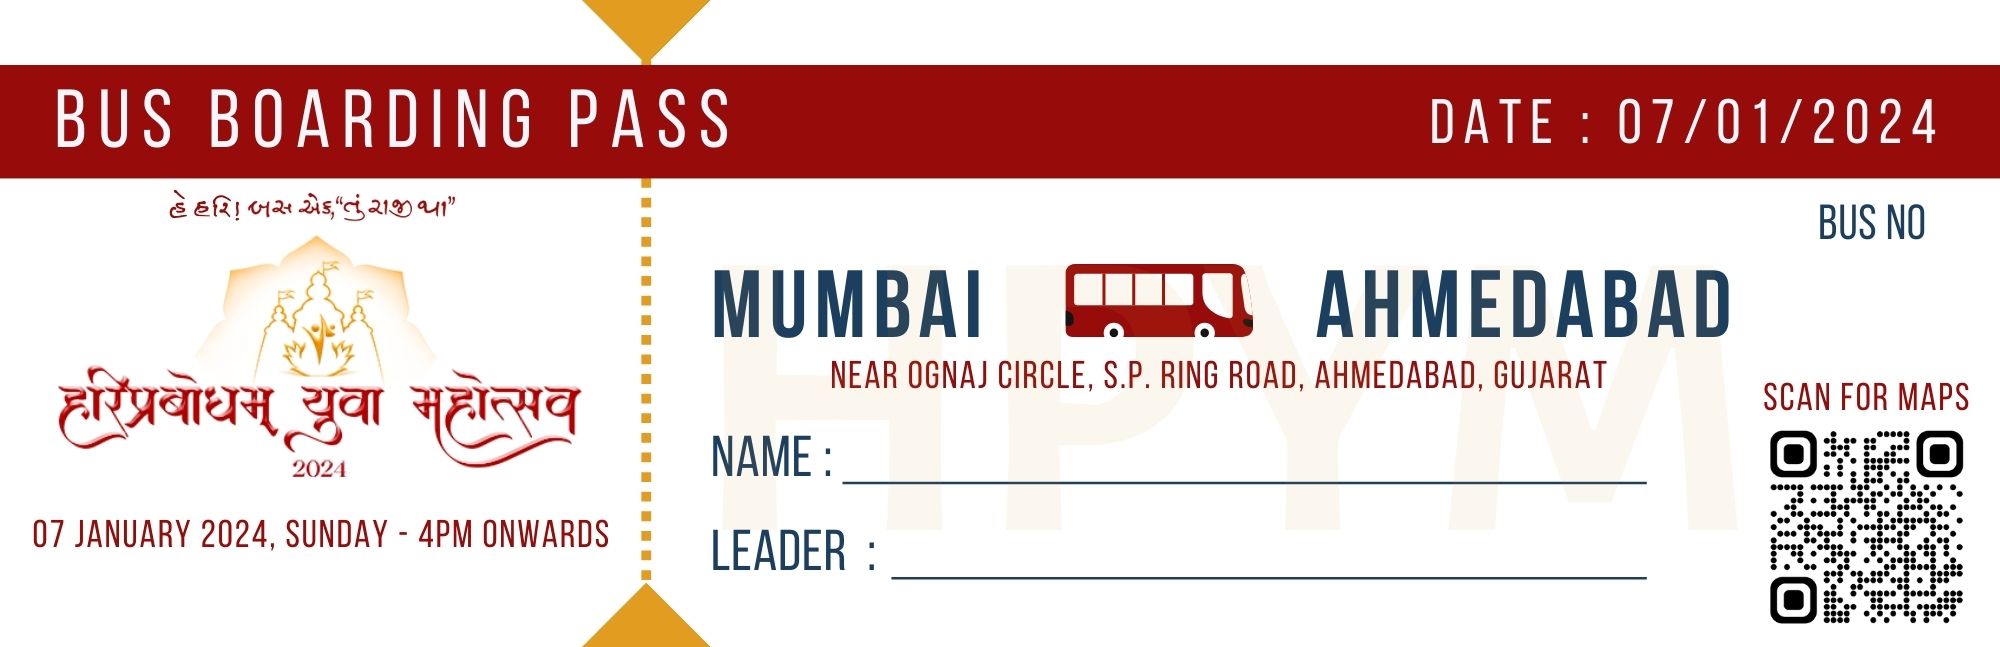 BUS BOARDING PASS
DATE : 07/01/2024
હે હરિ! બસ એક, “તું રાજી થા”
हरिप्रबोधम् युवा महोत्सव
2024
07 JANUARY 2024, SUNDAY - 4PM ONWARDS
BUS NO
MUMBAI AHMEDABAD
NEAR OGNAJ CIRCLE, S.P. RING ROAD, AHMEDABAD, GUJARAT
HPYM
SCAN FOR MAPS
NAME :
LEADER :